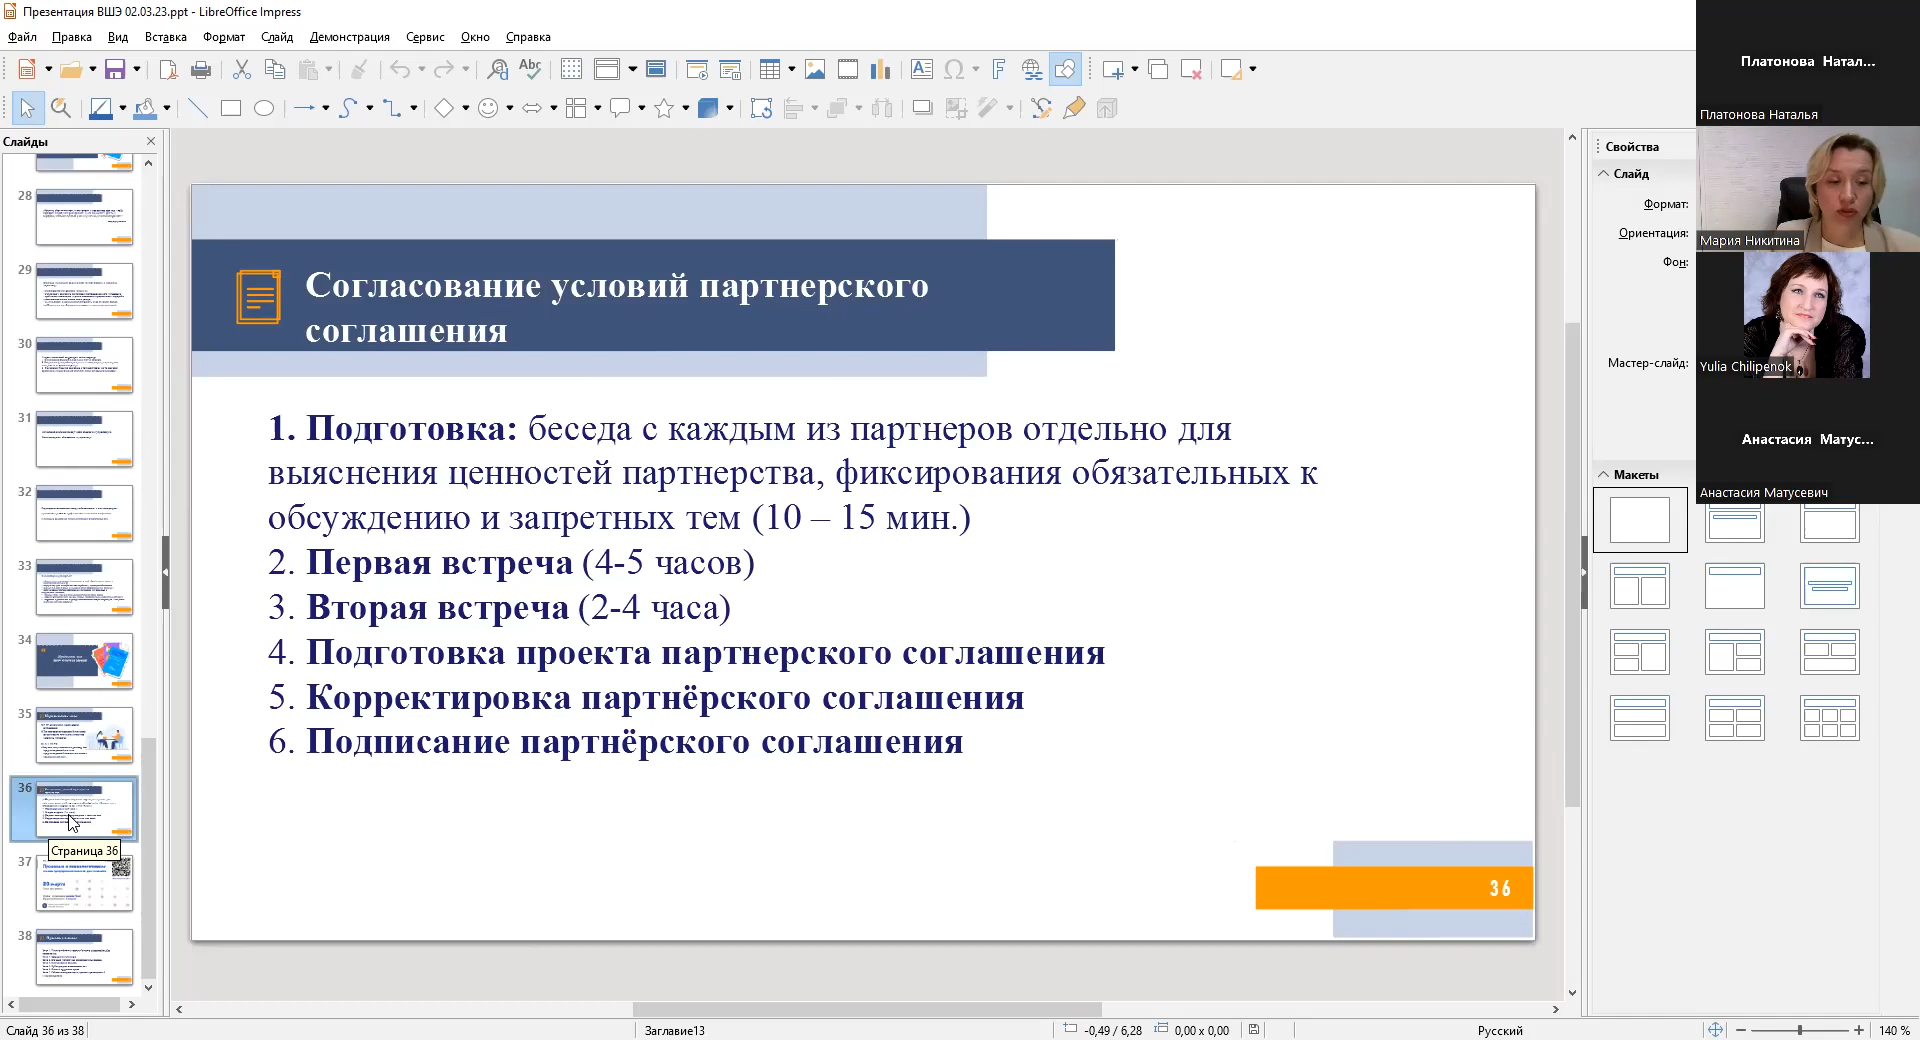 Презентация ВШЭ 02.03.23.ppt - LibreOffice Impress
Файл Правка Вид Вставка Формат Слайд Демонстрация Сервис Окно Справка
Слайды
28
29
30
31
32
33
34
35
36
Страница 36
37
38
Согласование условий партнерского
соглашения
1. Подготовка: беседа с каждым из партнеров отдельно для
выяснения ценностей партнерства, фиксирования обязательных к
обсуждению и запретных тем (10 – 15 мин.)
2. Первая встреча (4-5 часов)
3. Вторая встреча (2-4 часа)
4. Подготовка проекта партнерского соглашения
5. Корректировка партнёрского соглашения
6. Подписание партнёрского соглашения
36
Свойства
Слайд
Формат:
Ориентация:
Фон:
Мастер-слайд:
Макеты
Платонова Натал...
Платонова Наталья
Мария Никитина
Yulia Chilipenok
Анастасия Матус...
Анастасия Матусевич
Слайд 36 из 38
Заглавие13
-0,49 / 6,28
0,00 x 0,00
Русский
140 %